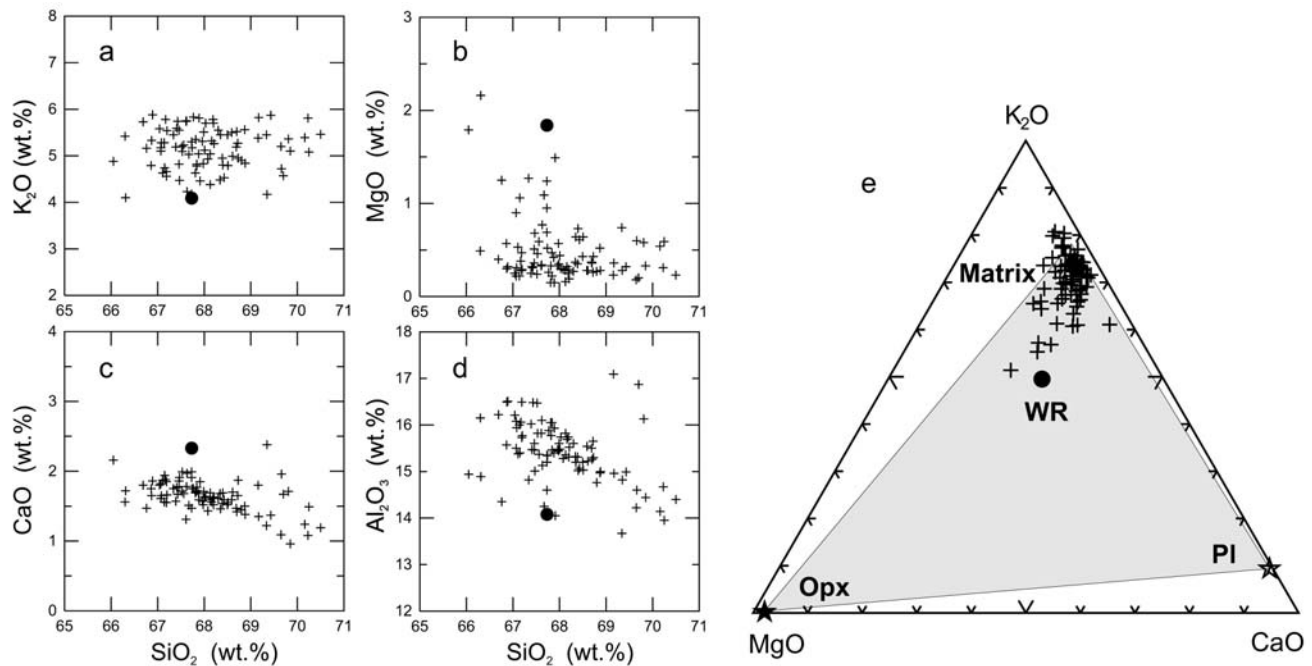 a
K₂O (wt.%)
8
7
6
5
4
3
2
65 66 67 68 69 70 71
b
MgO (wt.%)
3
2
1
0
65 66 67 68 69 70 71
c
CaO (wt.%)
4
3
2
1
0
65 66 67 68 69 70 71
SiO₂ (wt.%)
d
Al₂O₃ (wt.%)
18
17
16
15
14
13
12
65 66 67 68 69 70 71
SiO₂ (wt.%)
e
K₂O
Matrix
WR
Pl
Opx
MgO
CaO